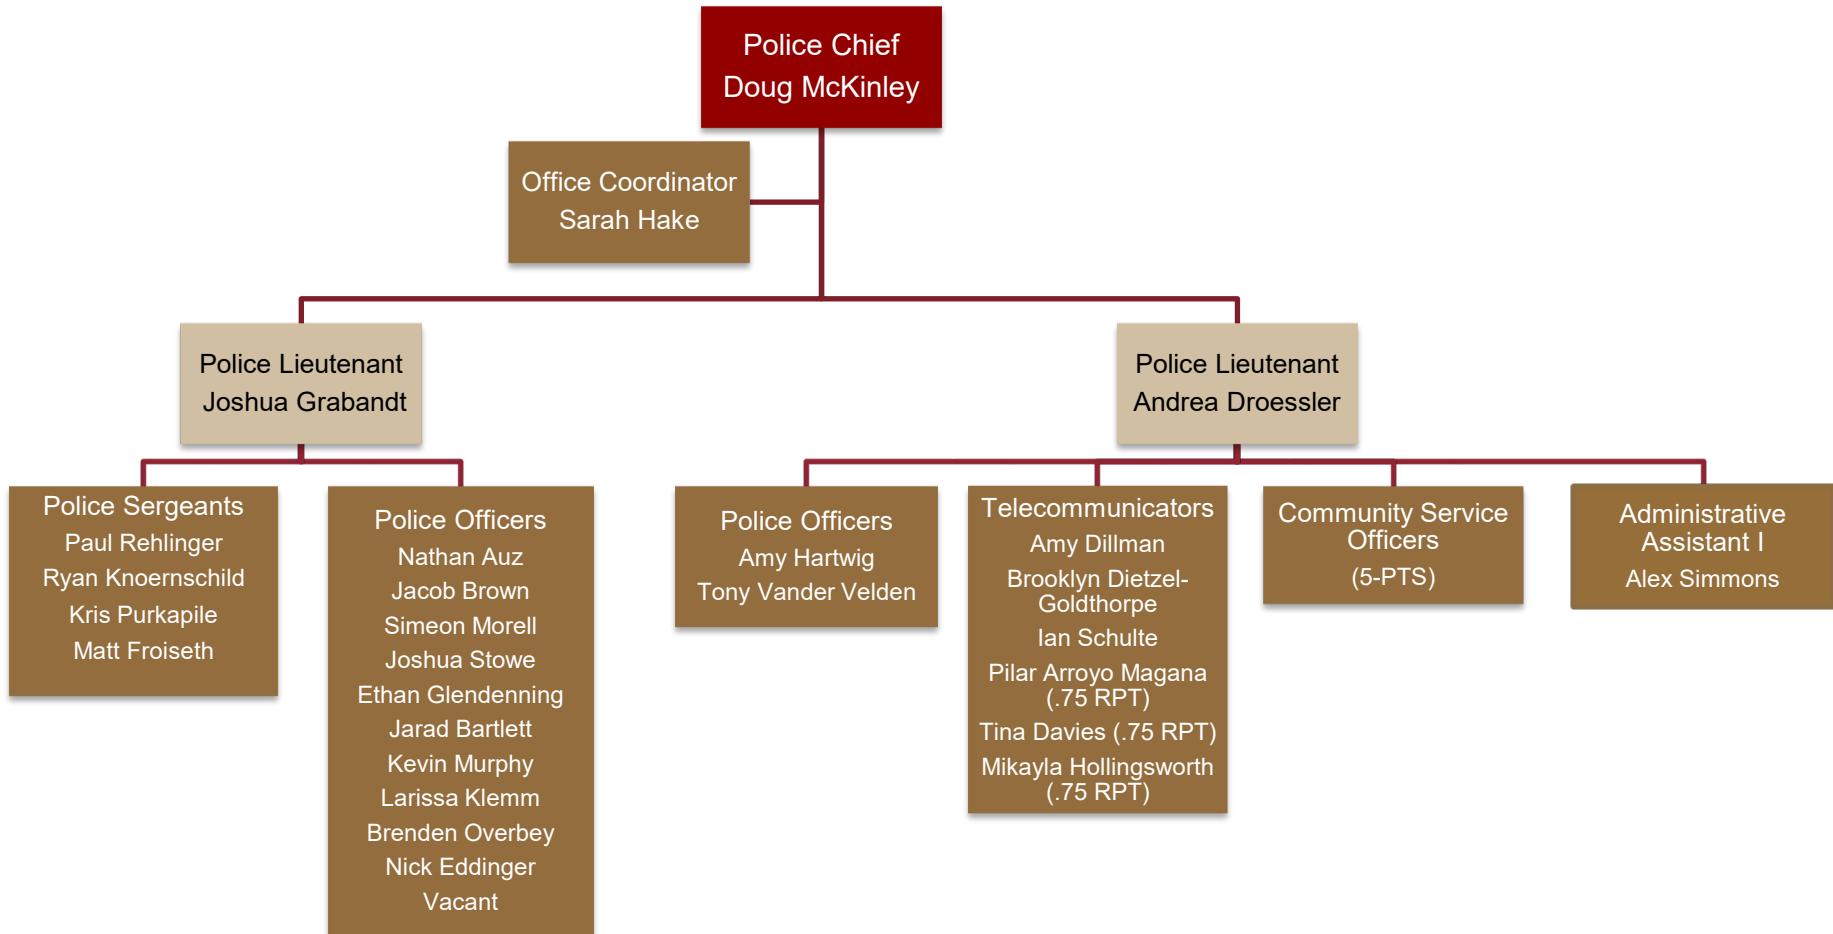 Police Chief
Doug McKinley
Office Coordinator
Sarah Hake
Police Lieutenant
Joshua Grabandt
Police Lieutenant
Andrea Droessler
Police Sergeants
Paul Rehlinger
Ryan Knoernschild
Kris Purkapile
Matt Froiseth
Police Officers
Nathan Auz
Jacob Brown
Simeon Morell
Joshua Stowe
Ethan Glendenning
Jarad Bartlett
Kevin Murphy
Larissa Klemm
Brenden Overbey
Nick Eddinger
Vacant
Police Officers
Amy Hartwig
Tony Vander Velden
Telecommunicators
Amy Dillman
Brooklyn Dietzel-
Goldthorpe
Ian Schulte
Pilar Arroyo Magana
(.75 RPT)
Tina Davies (.75 RPT)
Mikayla Hollingsworth
(.75 RPT)
Community Service
Officers
(5-PTS)
Administrative
Assistant I
Alex Simmons